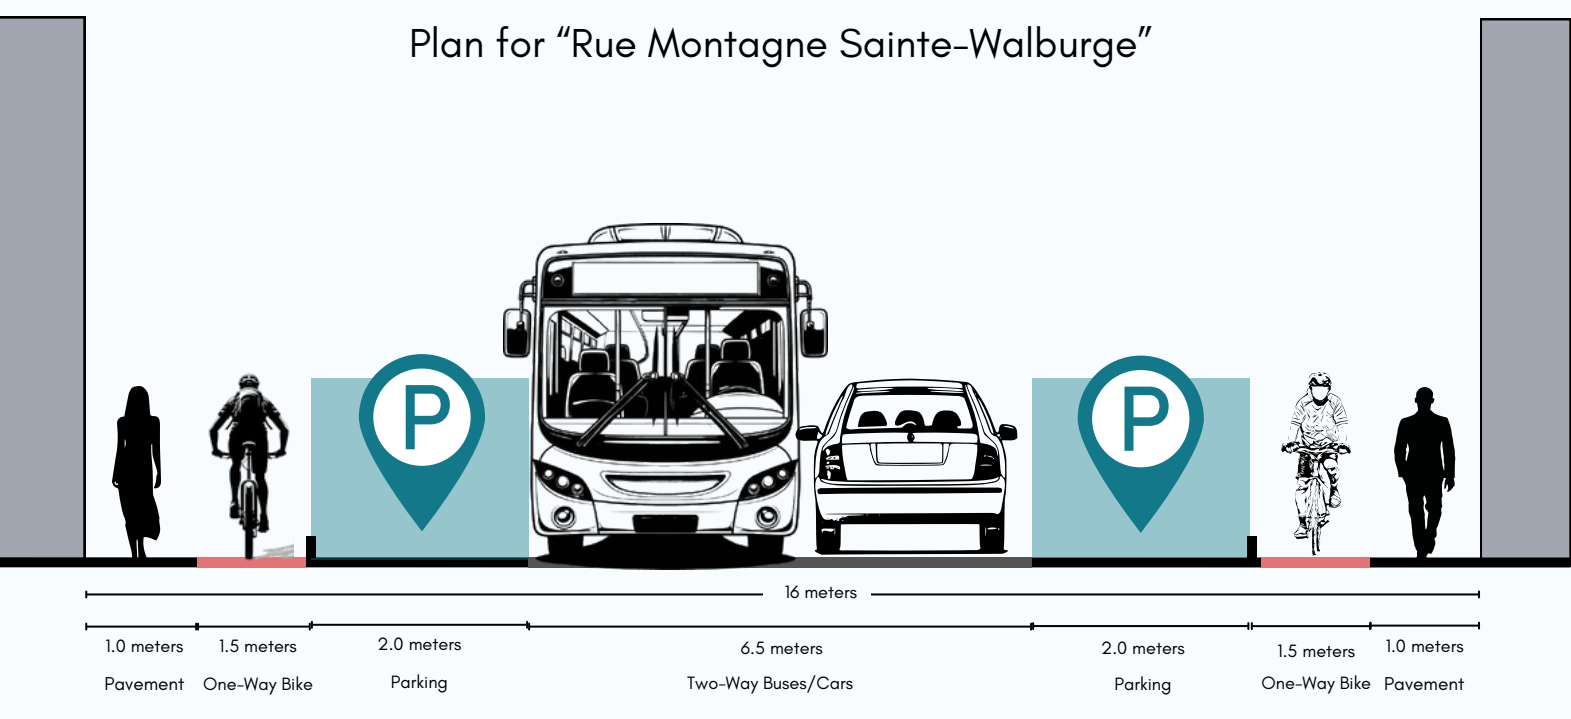 Plan for “Rue Montagne Sainte-Walburge”
P
P
16 meters
1.0 meters
1.5 meters
2.0 meters
6.5 meters
2.0 meters
1.5 meters
1.0 meters
Pavement
One-Way Bike
Parking
Two-Way Buses/Cars
Parking
One-Way Bike
Pavement